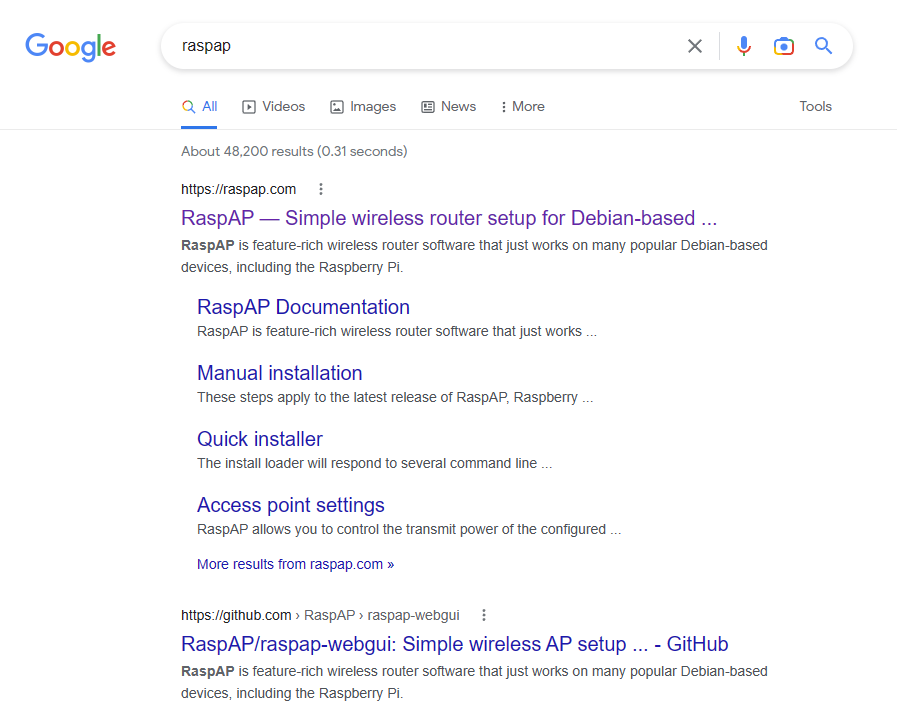 Google
raspap
All Videos Images News More Tools
About 48,200 results (0.31 seconds)
https://raspap.com
RaspAP — Simple wireless router setup for Debian-based ...
RaspAP is feature-rich wireless router software that just works on many popular Debian-based
devices, including the Raspberry Pi.
RaspAP Documentation
RaspAP is feature-rich wireless router software that just works ...
Manual installation
These steps apply to the latest release of RaspAP, Raspberry ...
Quick installer
The install loader will respond to several command line ...
Access point settings
RaspAP allows you to control the transmit power of the configured ...
More results from raspap.com »
https://github.com › RaspAP › raspap-webgui
RaspAP/raspap-webgui: Simple wireless AP setup ... - GitHub
RaspAP is feature-rich wireless router software that just works on many popular Debian-based
devices, including the Raspberry Pi.